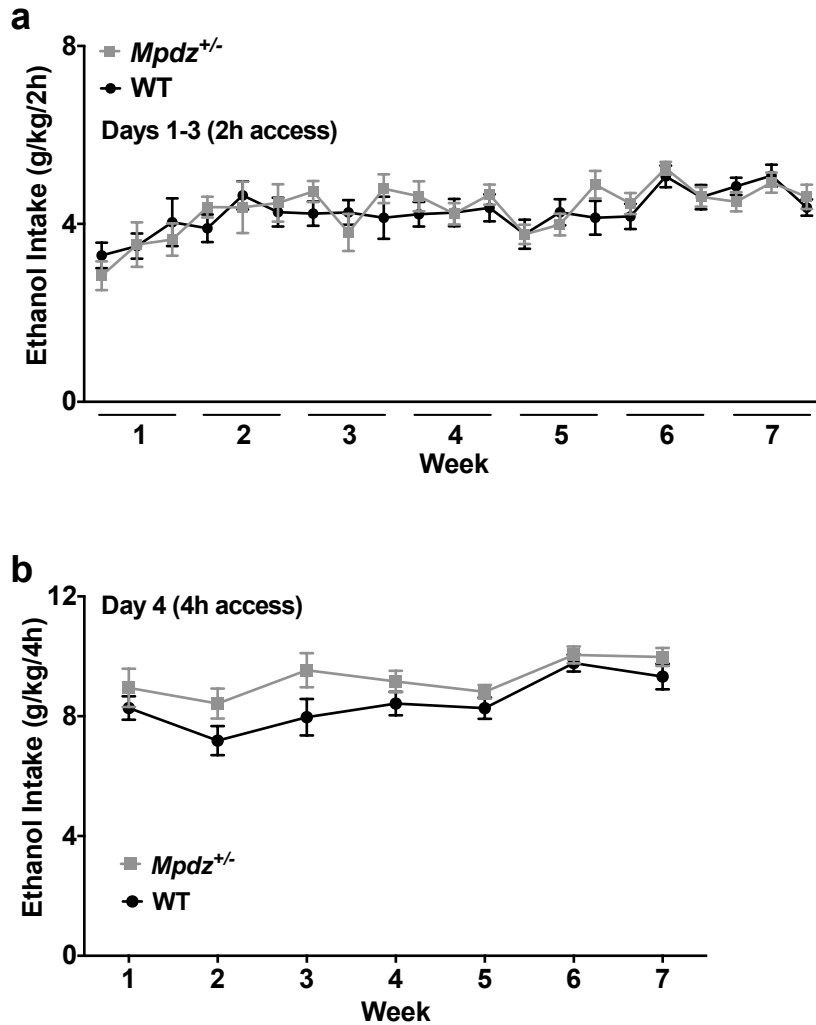 a
8
Mpdz+/-
WT
Days 1-3 (2h access)
Ethanol Intake (g/kg/2h)
4
0
1 2 3 4 5 6 7
Week
b
12
Day 4 (4h access)
Ethanol Intake (g/kg/4h)
8
4
Mpdz+/-
WT
0
1 2 3 4 5 6 7
Week